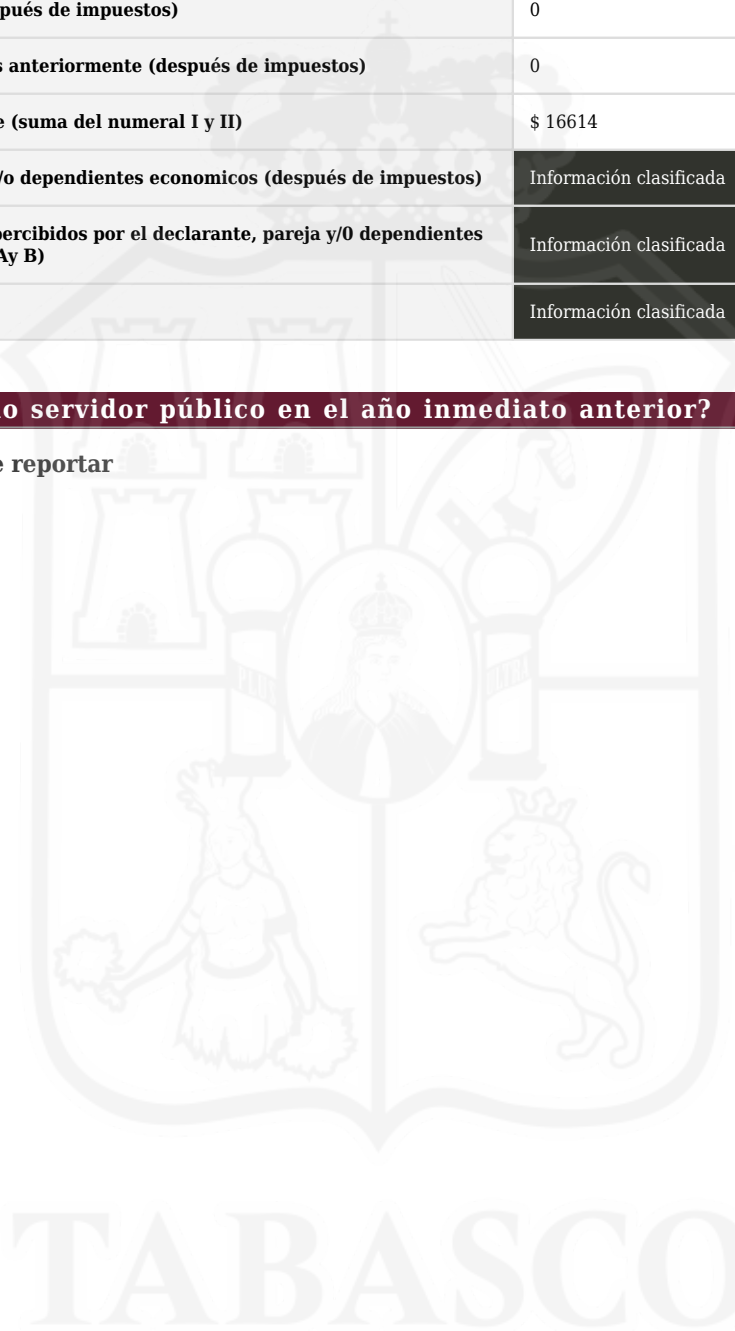 pués de impuestos)
0
s anteriormente (después de impuestos)
0
e (suma del numeral I y II)
$ 16614
/o dependientes economicos (después de impuestos)
Información clasificada
percibidos por el declarante, pareja y/0 dependientes
Ay B)
Información clasificada
Información clasificada
o servidor público en el año inmediato anterior?
e reportar
PLUS
ULTRA
TABASCO